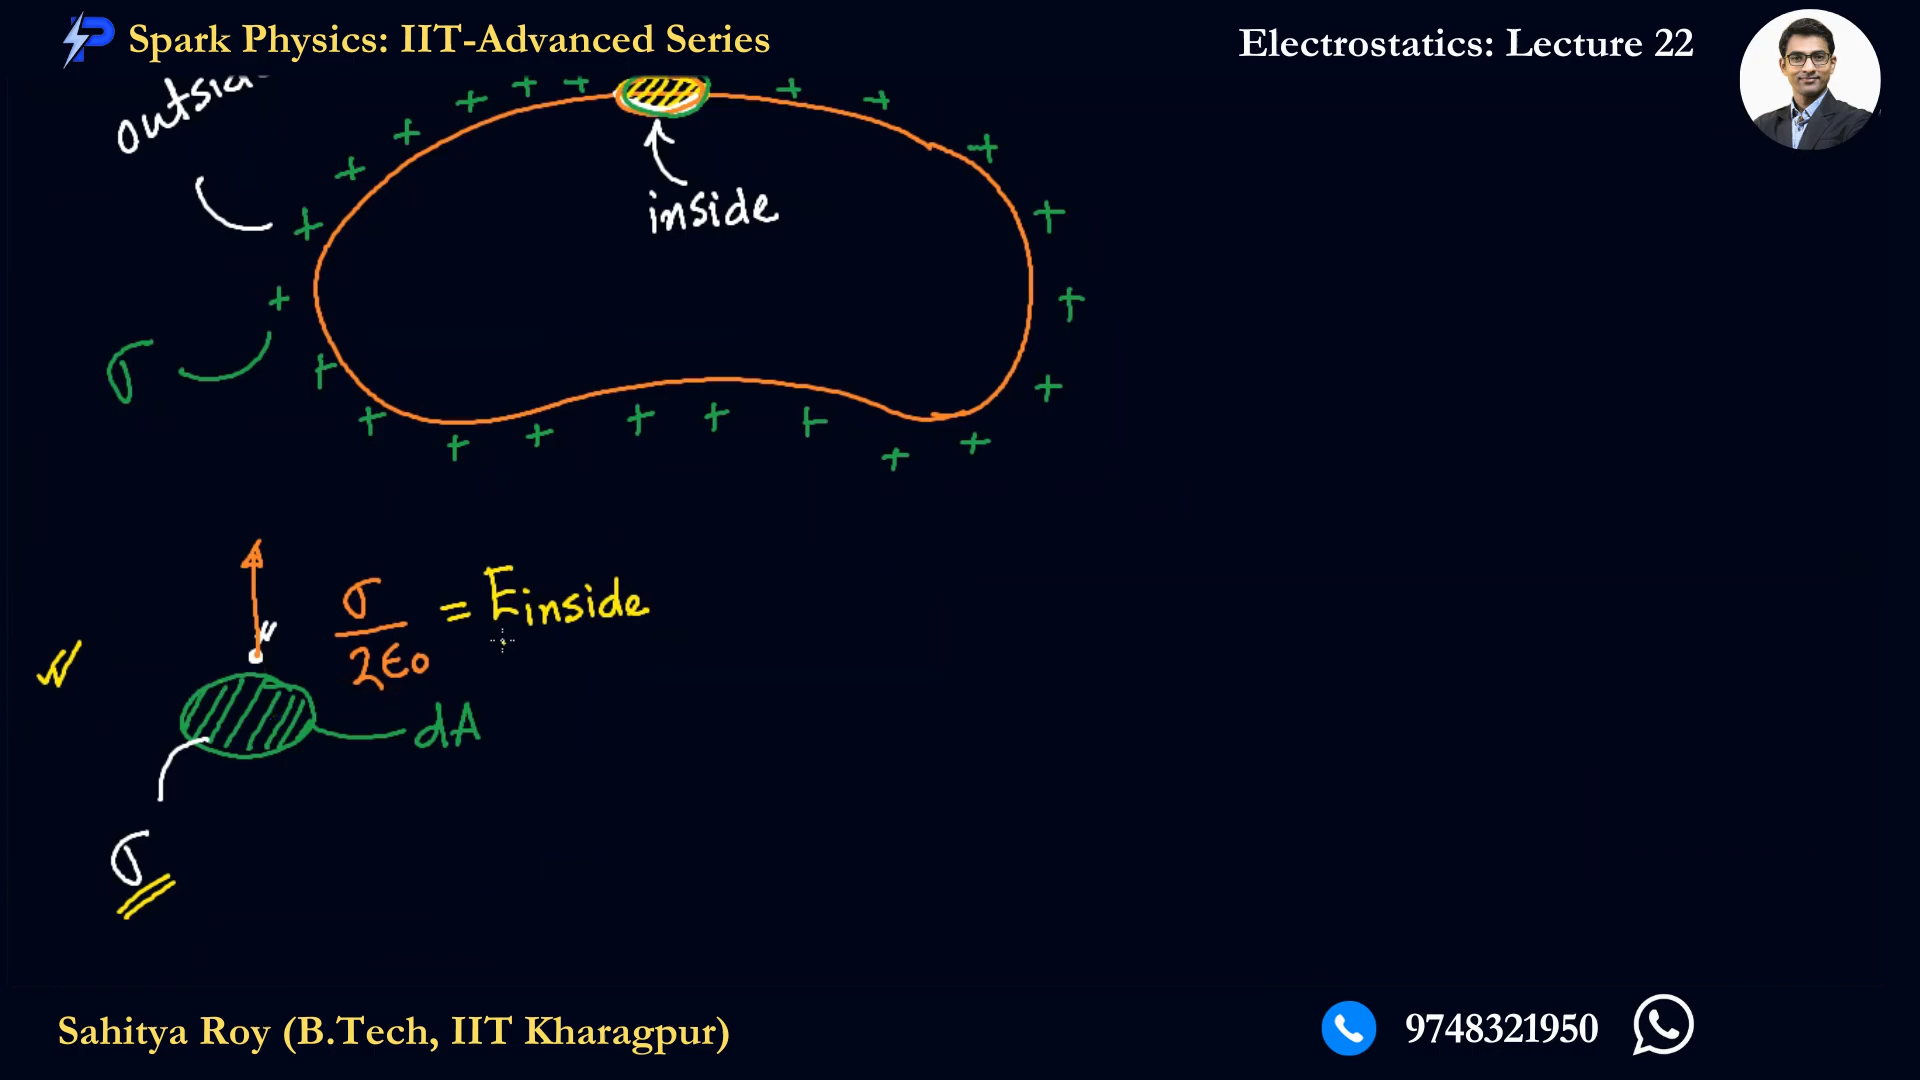 Spark Physics: IIT-Advanced Series
Electrostatics: Lecture 22
+ + + + +
+ +
+ inside +
+ +
+ +
σ + +
+ + + + + +
+ + +
σ/2ϵ0 = Einside
dA
σ
Sahitya Roy (B.Tech, IIT Kharagpur)
9748321950